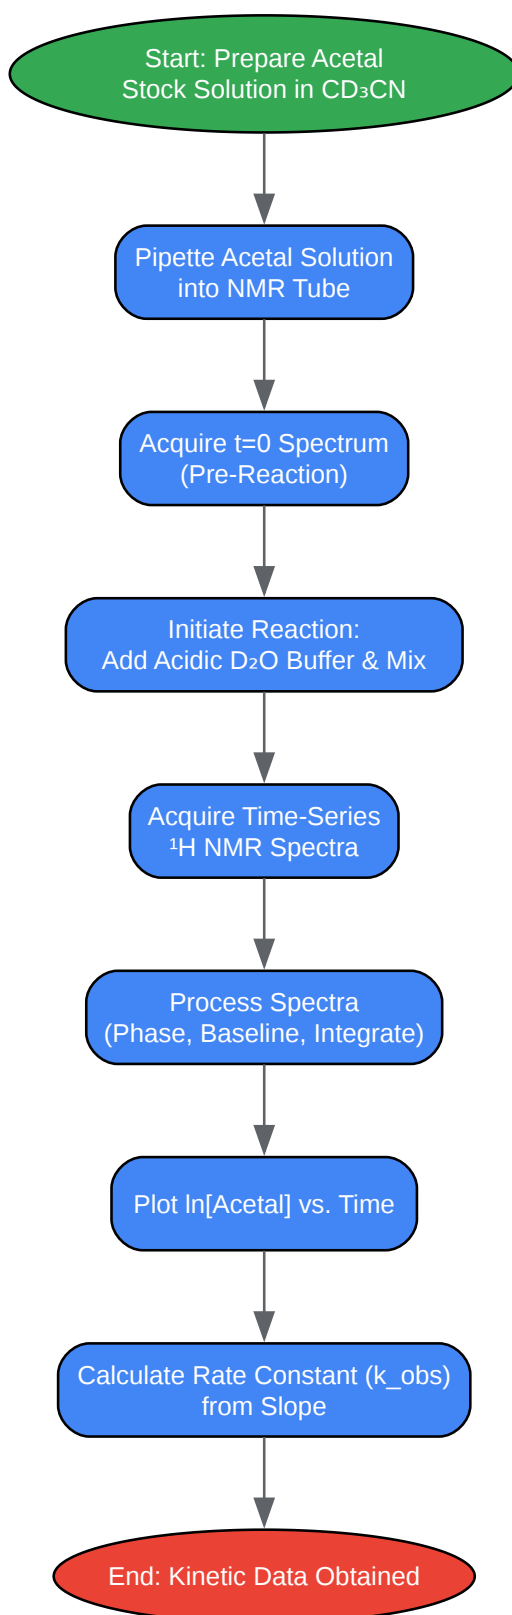 Start: Prepare Acetal
Stock Solution in CD₃CN
Pipette Acetal Solution
into NMR Tube
Acquire t=0 Spectrum
(Pre-Reaction)
Initiate Reaction:
Add Acidic D₂O Buffer & Mix
Acquire Time-Series
¹H NMR Spectra
Process Spectra
(Phase, Baseline, Integrate)
Plot ln[Acetal] vs. Time
Calculate Rate Constant (k_obs)
from Slope
End: Kinetic Data Obtained